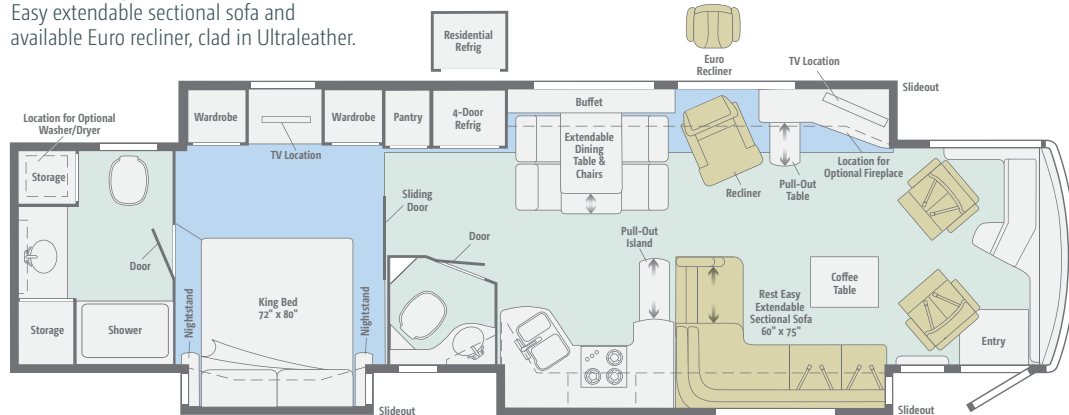 Easy extendable sectional sofa and
available Euro recliner, clad in Ultraleather.
Residential
Refrig
Euro
Recliner
TV Location
Slideout
Location for Optional
Washer/Dryer
Wardrobe
TV Location
Wardrobe
Pantry
4-Door
Refrig
Buffet
Extendable
Dining
Table &
Chairs
Recliner
Pull-Out
Table
Location for
Optional Fireplace
Storage
Sliding
Door
Door
Door
Pull-Out
Island
King Bed
72" x 80"
Nightstand
Nightstand
Rest Easy
Extendable
Sectional Sofa
60" x 75"
Coffee
Table
Storage
Shower
Entry
Slideout
Slideout